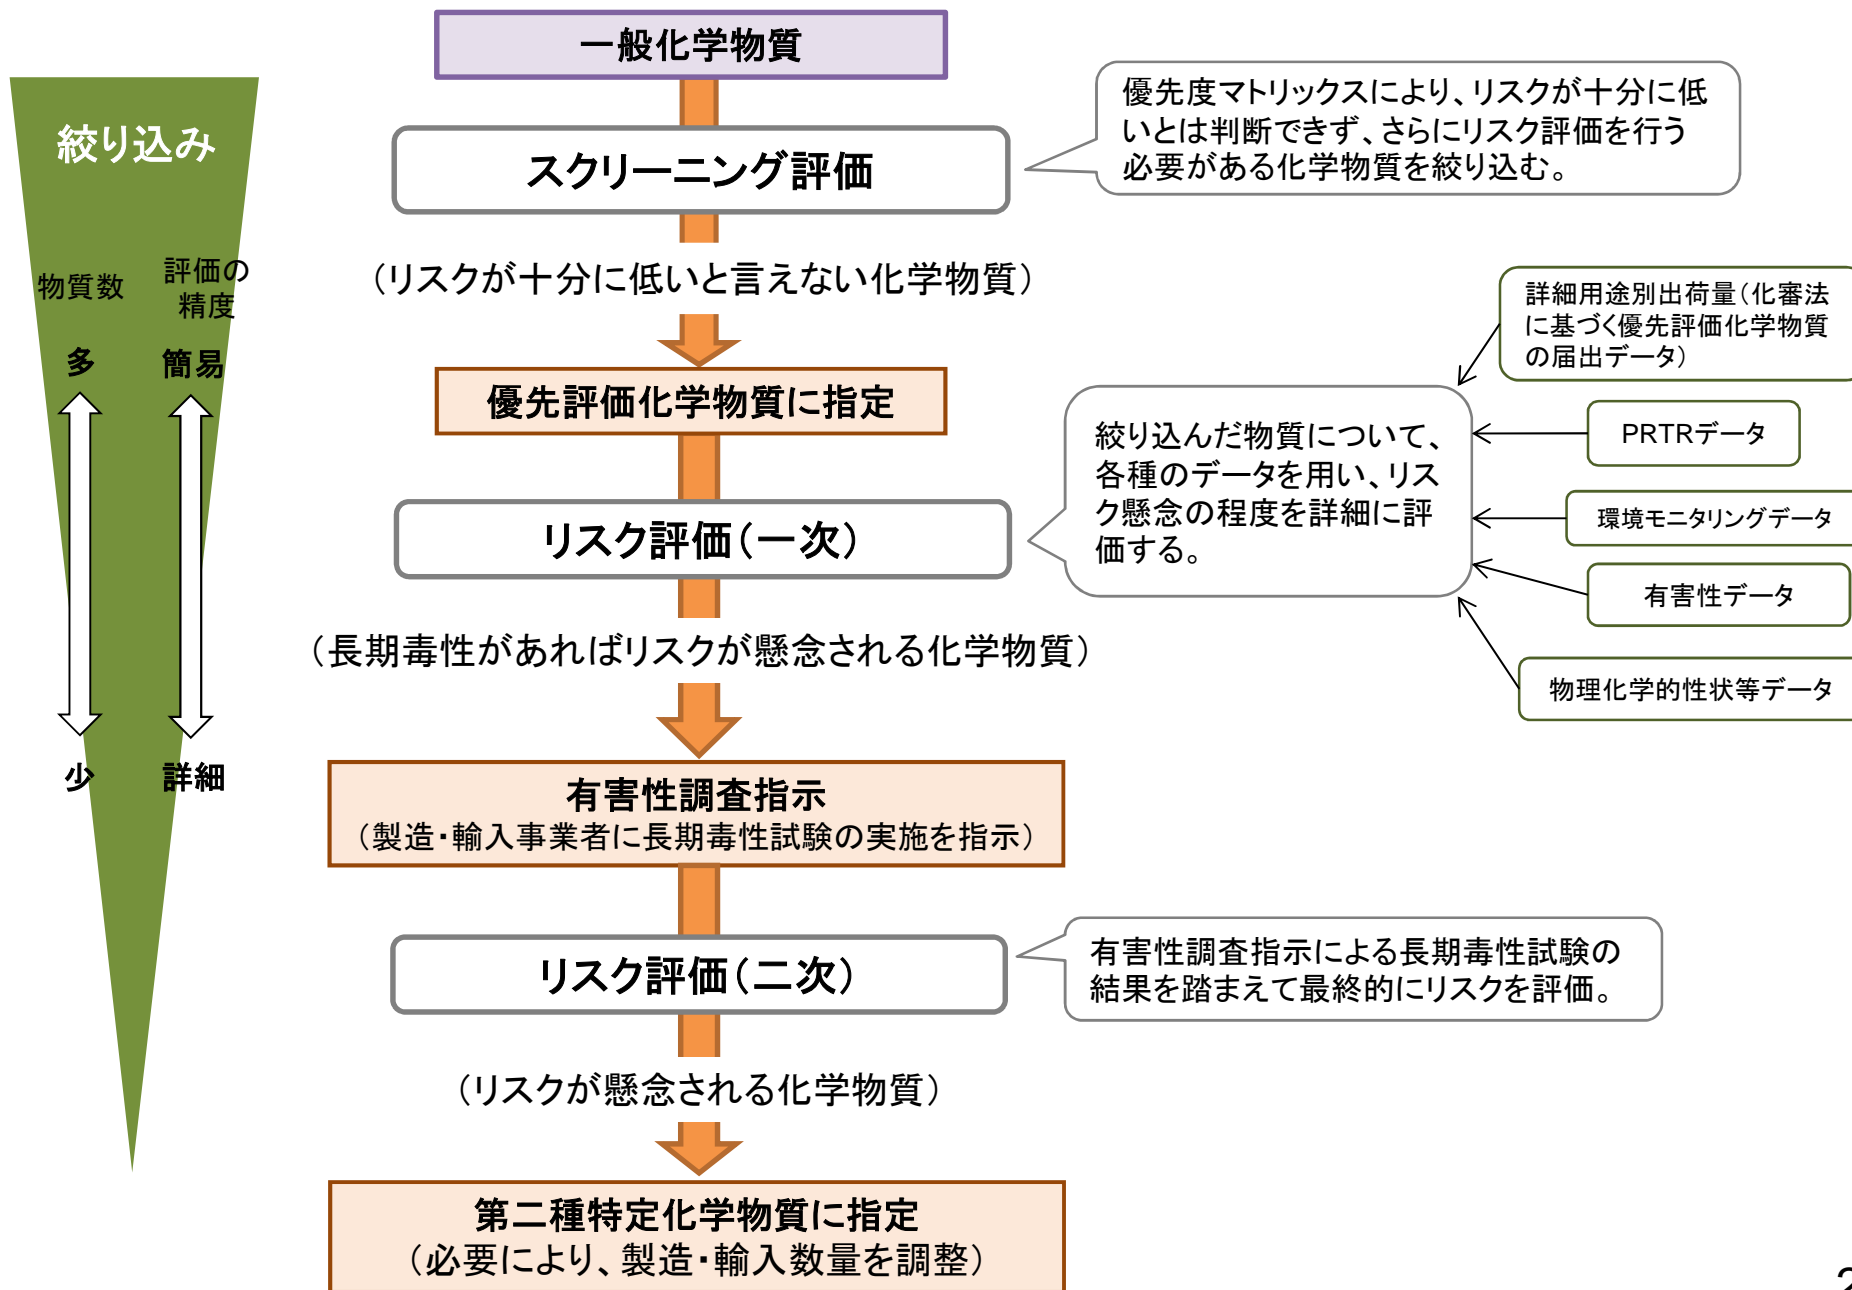 一般化学物質
絞り込み
優先度マトリックスにより、リスクが十分に低
いとは判断できず、さらにリスク評価を行う
必要がある化学物質を絞り込む。
スクリーニング評価
(リスクが十分に低いと言えない化学物質)
物質数
評価の
精度
多
簡易
詳細用途別出荷量(化審法
に基づく優先評価化学物質
の届出データ)
優先評価化学物質に指定
PRTRデータ
絞り込んだ物質について、
各種のデータを用い、リス
ク懸念の程度を詳細に評
価する。
環境モニタリングデータ
リスク評価(一次)
有害性データ
(長期毒性があればリスクが懸念される化学物質)
物理化学的性状等データ
少
詳細
有害性調査指示
(製造・輸入事業者に長期毒性試験の実施を指示)
リスク評価(二次)
有害性調査指示による長期毒性試験の
結果を踏まえて最終的にリスクを評価。
(リスクが懸念される化学物質)
第二種特定化学物質に指定
(必要により、製造・輸入数量を調整)
2